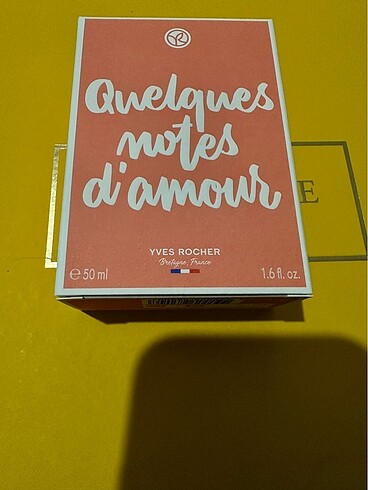 Quelques
notes
d'amour
YVES ROCHER
Bretagne, France
℮ 50 ml 1.6 fl. oz.